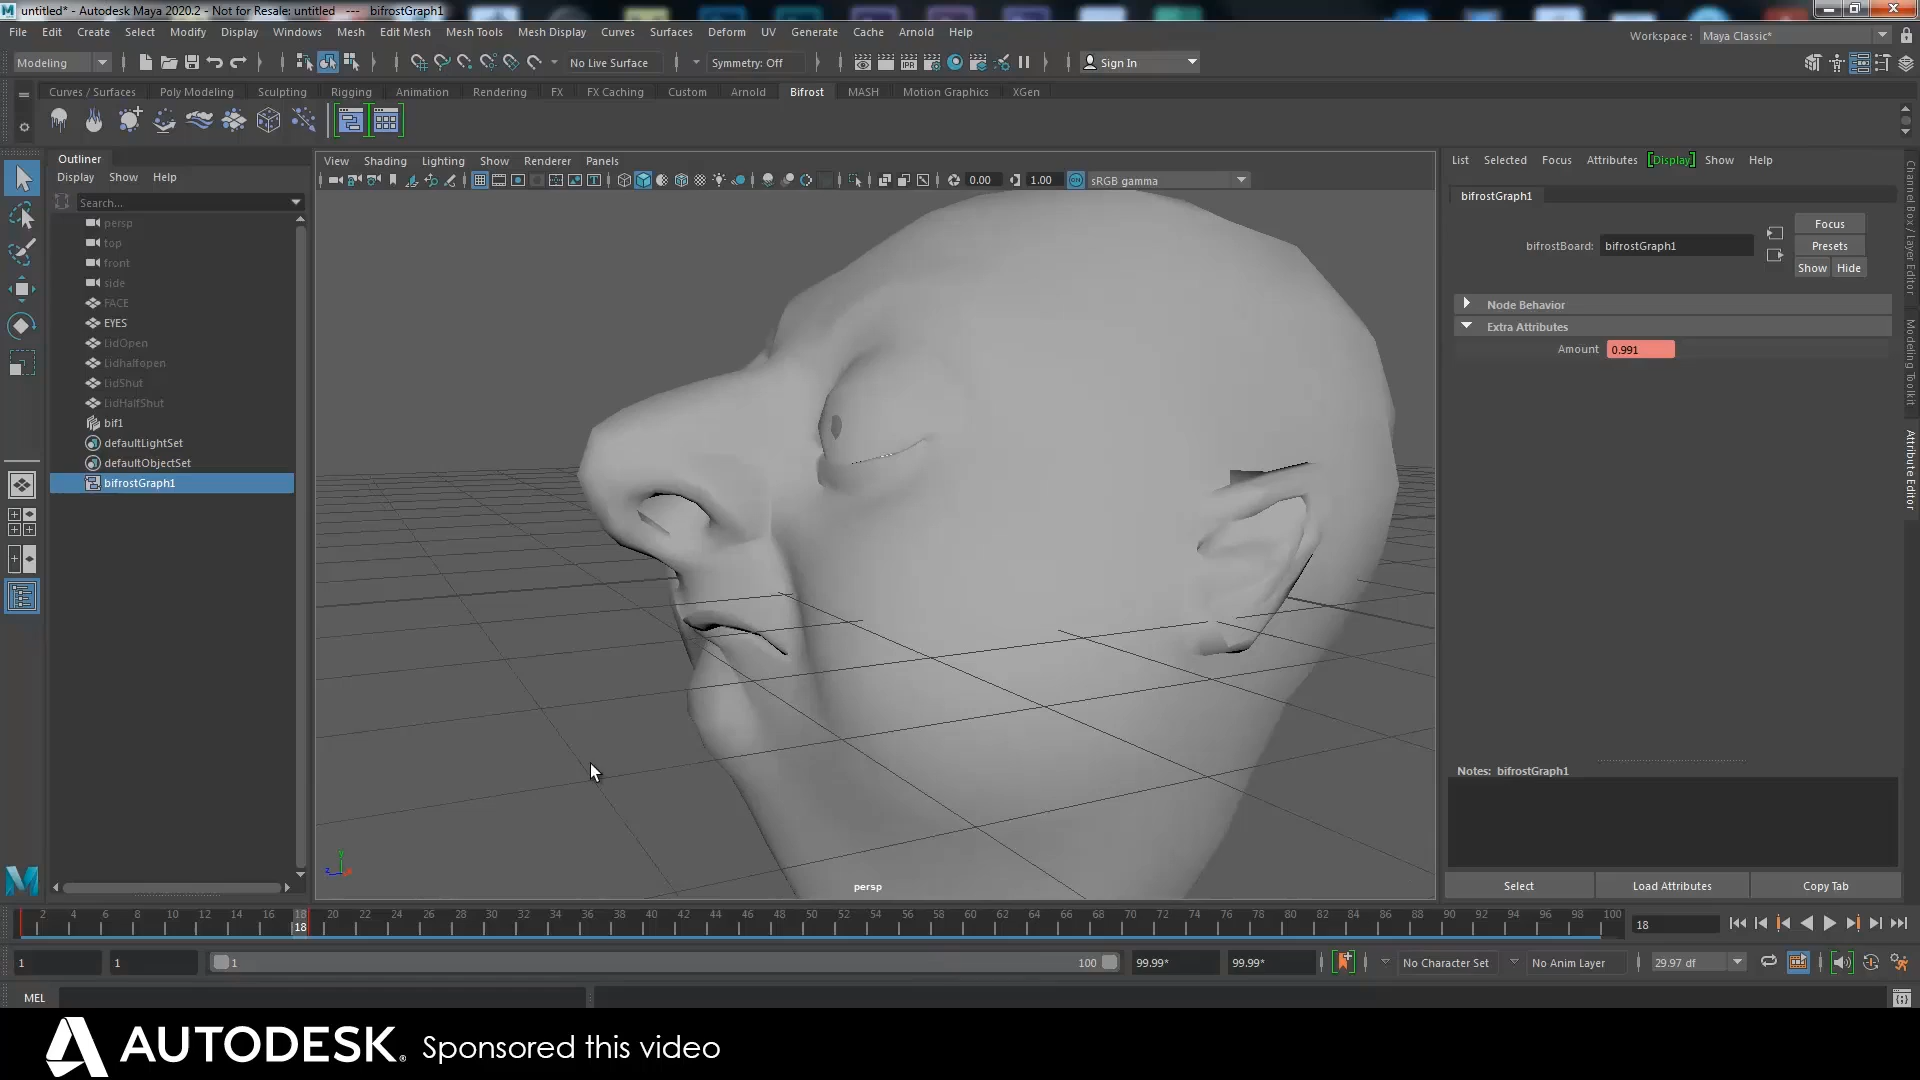 untitled* - Autodesk Maya 2020.2 - Not for Resale: untitled --- bifrostGraph1
File Edit Create Select Modify Display Windows Mesh Edit Mesh Mesh Tools Mesh Display Curves Surfaces Deform UV Generate Cache Arnold Help
Workspace : Maya Classic*
Modeling No Live Surface Symmetry: Off IPR Sign In
Curves / Surfaces Poly Modeling Sculpting Rigging Animation Rendering FX FX Caching Custom Arnold Bifrost MASH Motion Graphics XGen
Outliner
Display Show Help
Search...
persp
top
front
side
FACE
EYES
LidOpen
Lidhalfopen
LidShut
LidHalfShut
bif1
defaultLightSet
defaultObjectSet
bifrostGraph1
View Shading Lighting Show Renderer Panels
0.00 1.00 sRGB gamma
persp
List Selected Focus Attributes Display Show Help
bifrostGraph1
bifrostBoard: bifrostGraph1
Focus
Presets
Show Hide
Node Behavior
Extra Attributes
Amount 0.991
Notes: bifrostGraph1
Select Load Attributes Copy Tab
Channel Box / Layer Editor
Modeling Toolkit
Attribute Editor
2 4 6 8 10 12 14 16 18 20 22 24 26 28 30 32 34 36 38 40 42 44 46 48 50 52 54 56 58 60 62 64 66 68 70 72 74 76 78 80 82 84 86 88 90 92 94 96 98 100
18 18
1 1 1 100 99.99* 99.99* No Character Set No Anim Layer 29.97 df
MEL
AUTODESK. Sponsored this video